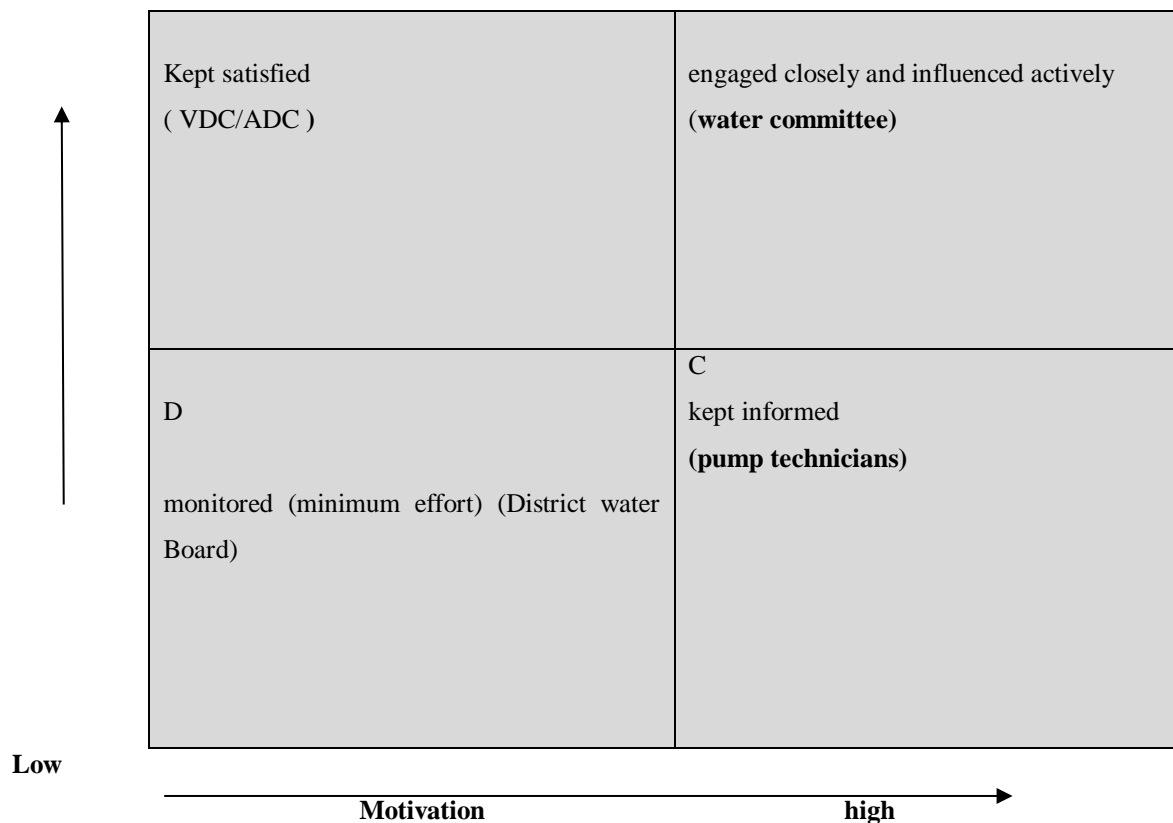 Kept satisfied
( VDC/ADC )
engaged closely and influenced actively
(water committee)
D
monitored (minimum effort) (District water
Board)
C
kept informed
(pump technicians)
Low
Motivation high